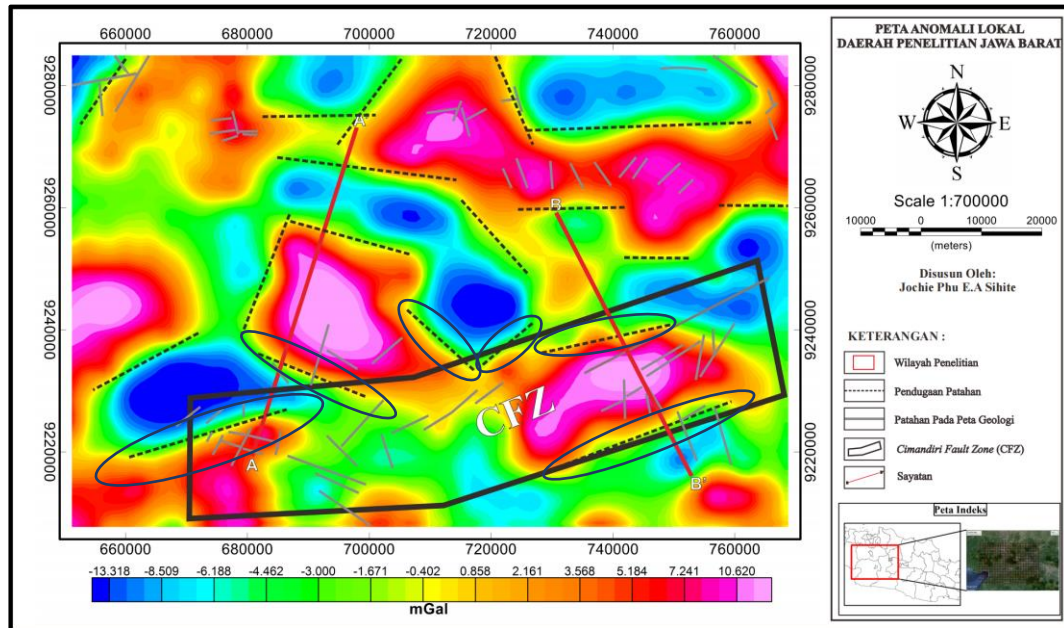 660000 680000 700000 720000 740000 760000
9280000 9280000
9260000 9260000
9240000 9240000
9220000 9220000
A
B
CFZ
A
B'
660000 680000 700000 720000 740000 760000
-13.318 -8.509 -6.188 -4.462 -3.000 -1.671 -0.402 0.858 2.161 3.568 5.184 7.241 10.620
mGal
PETA ANOMALI LOKAL
DAERAH PENELITIAN JAWA BARAT
N
W E
S
Scale 1:700000
10000 0 10000 20000
(meters)
Disusun Oleh:
Jochie Phu E.A Sihite
KETERANGAN :
Wilayah Penelitian
Pendugaan Patahan
Patahan Pada Peta Geologi
Cimandiri Fault Zone (CFZ)
Sayatan
Peta Indeks